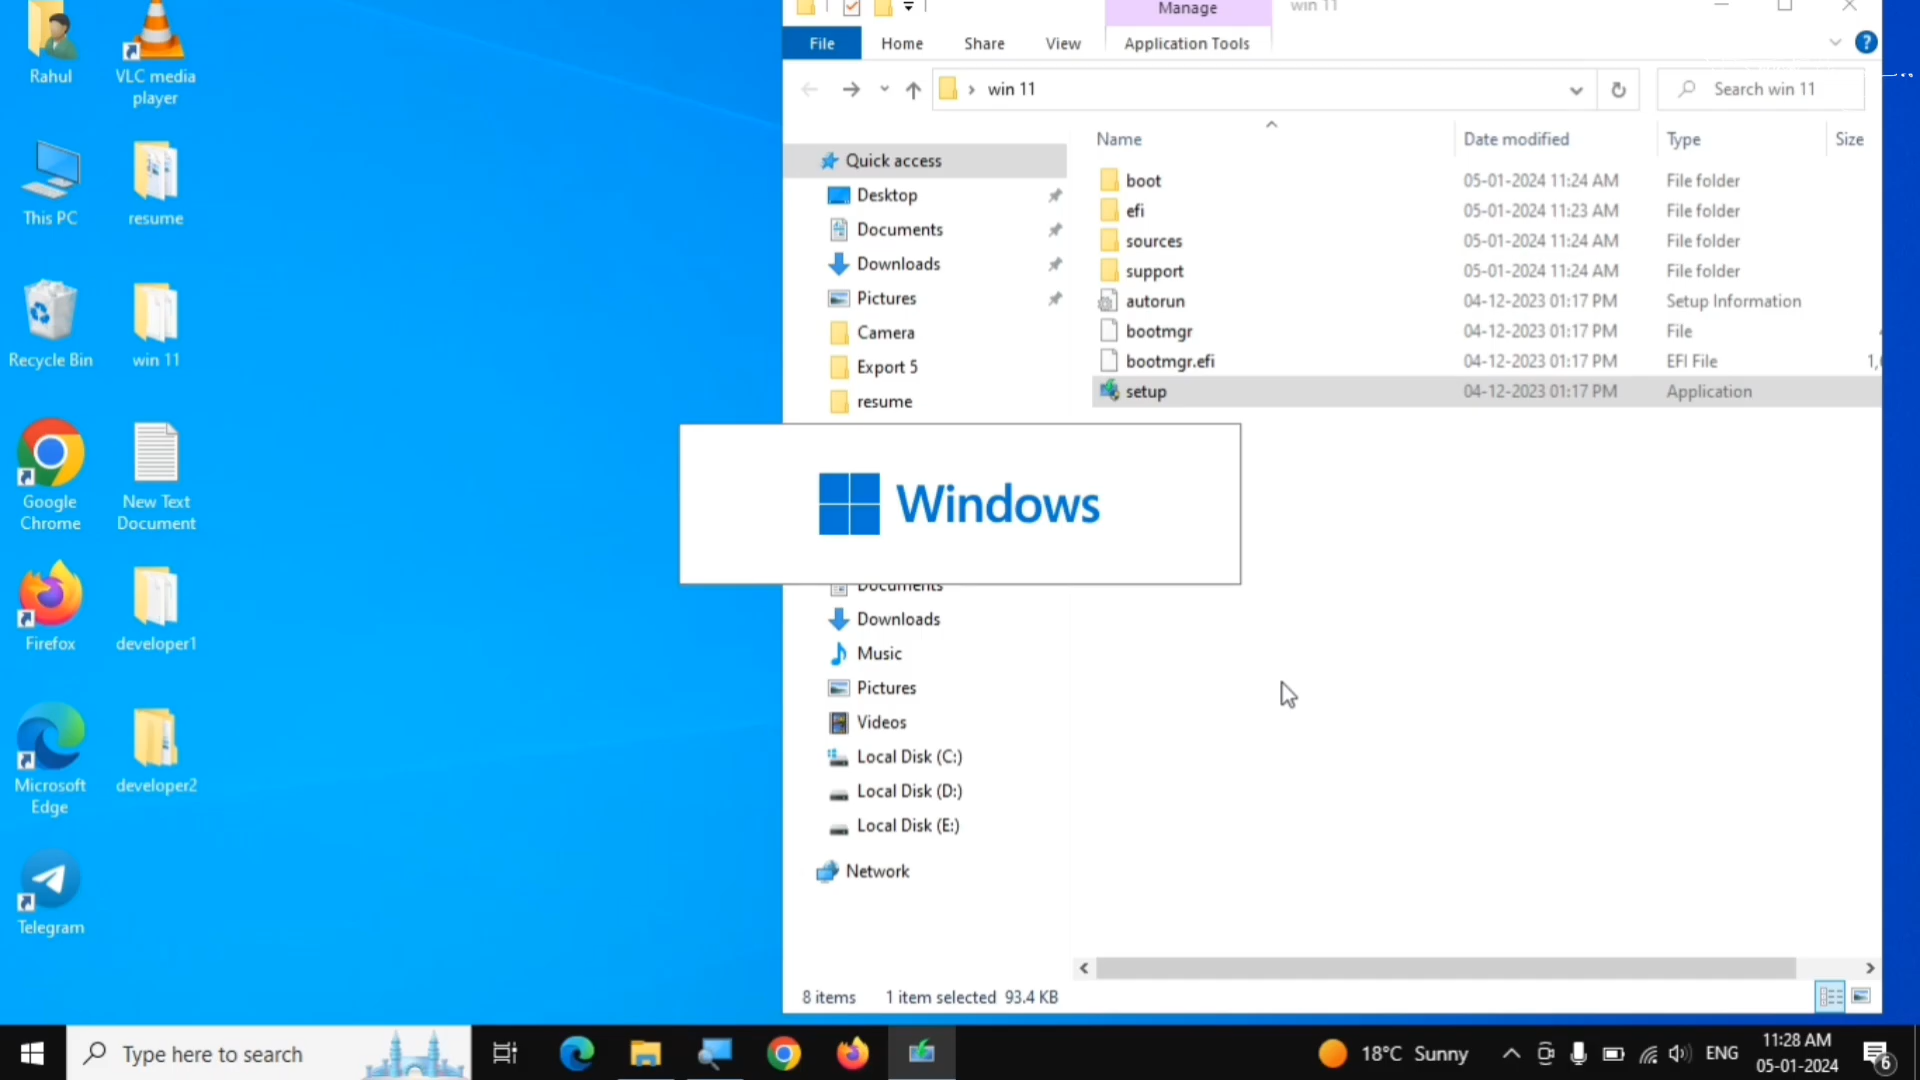 Manage
win 11
File
Home
Share
View
Application Tools
win 11
Search win 11
Name
Date modified
Type
Size
Quick access
Desktop
Documents
Downloads
Pictures
Camera
Export 5
resume
boot
05-01-2024 11:24 AM
File folder
efi
05-01-2024 11:23 AM
File folder
sources
05-01-2024 11:24 AM
File folder
support
05-01-2024 11:24 AM
File folder
autorun
04-12-2023 01:17 PM
Setup Information
bootmgr
04-12-2023 01:17 PM
File
bootmgr.efi
04-12-2023 01:17 PM
EFI File
setup
04-12-2023 01:17 PM
Application
Windows
Documents
Downloads
Music
Pictures
Videos
Local Disk (C:)
Local Disk (D:)
Local Disk (E:)
Network
8 items
1 item selected 93.4 KB
Rahul
VLC media
player
This PC
resume
Recycle Bin
win 11
Google
Chrome
New Text
Document
Firefox
developer1
Microsoft
Edge
developer2
Telegram
Type here to search
18°C Sunny
ENG
11:28 AM
05-01-2024
6